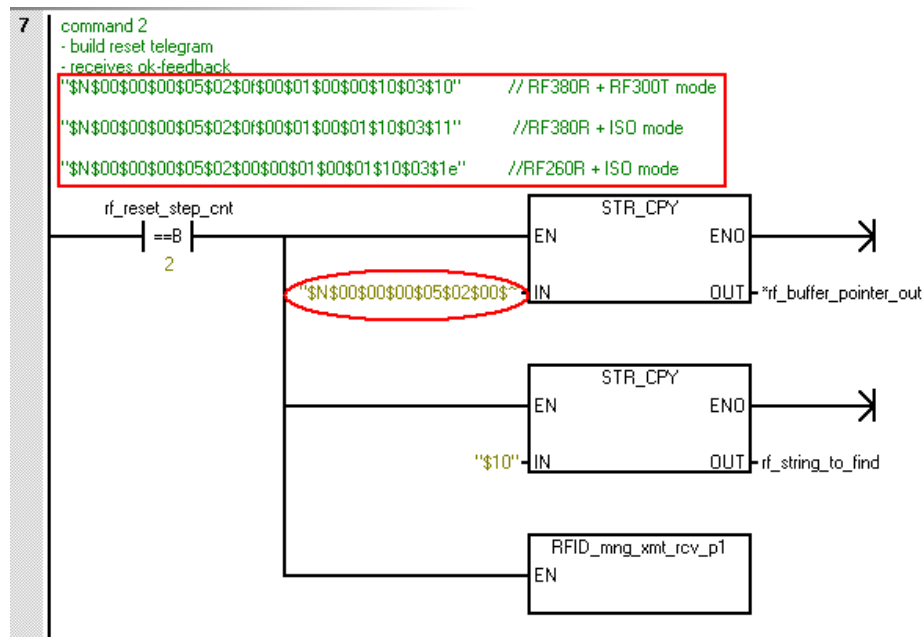 7
command 2
- build reset telegram
- receives ok-feedback
"$N$00$00$00$05$02$0f$00$01$00$00$10$03$10" // RF380R + RF300T mode
"$N$00$00$00$05$02$0f$00$01$00$01$10$03$11" //RF380R + ISO mode
"$N$00$00$00$05$02$00$00$01$00$01$10$03$1e" //RF260R + ISO mode
rf_reset_step_cnt
==B
2
STR_CPY
EN ENO
"$N$00$00$00$05$02$00$~ IN OUT *rf_buffer_pointer_out
STR_CPY
EN ENO
"$10" IN OUT rf_string_to_find
RFID_mng_xmt_rcv_p1
EN